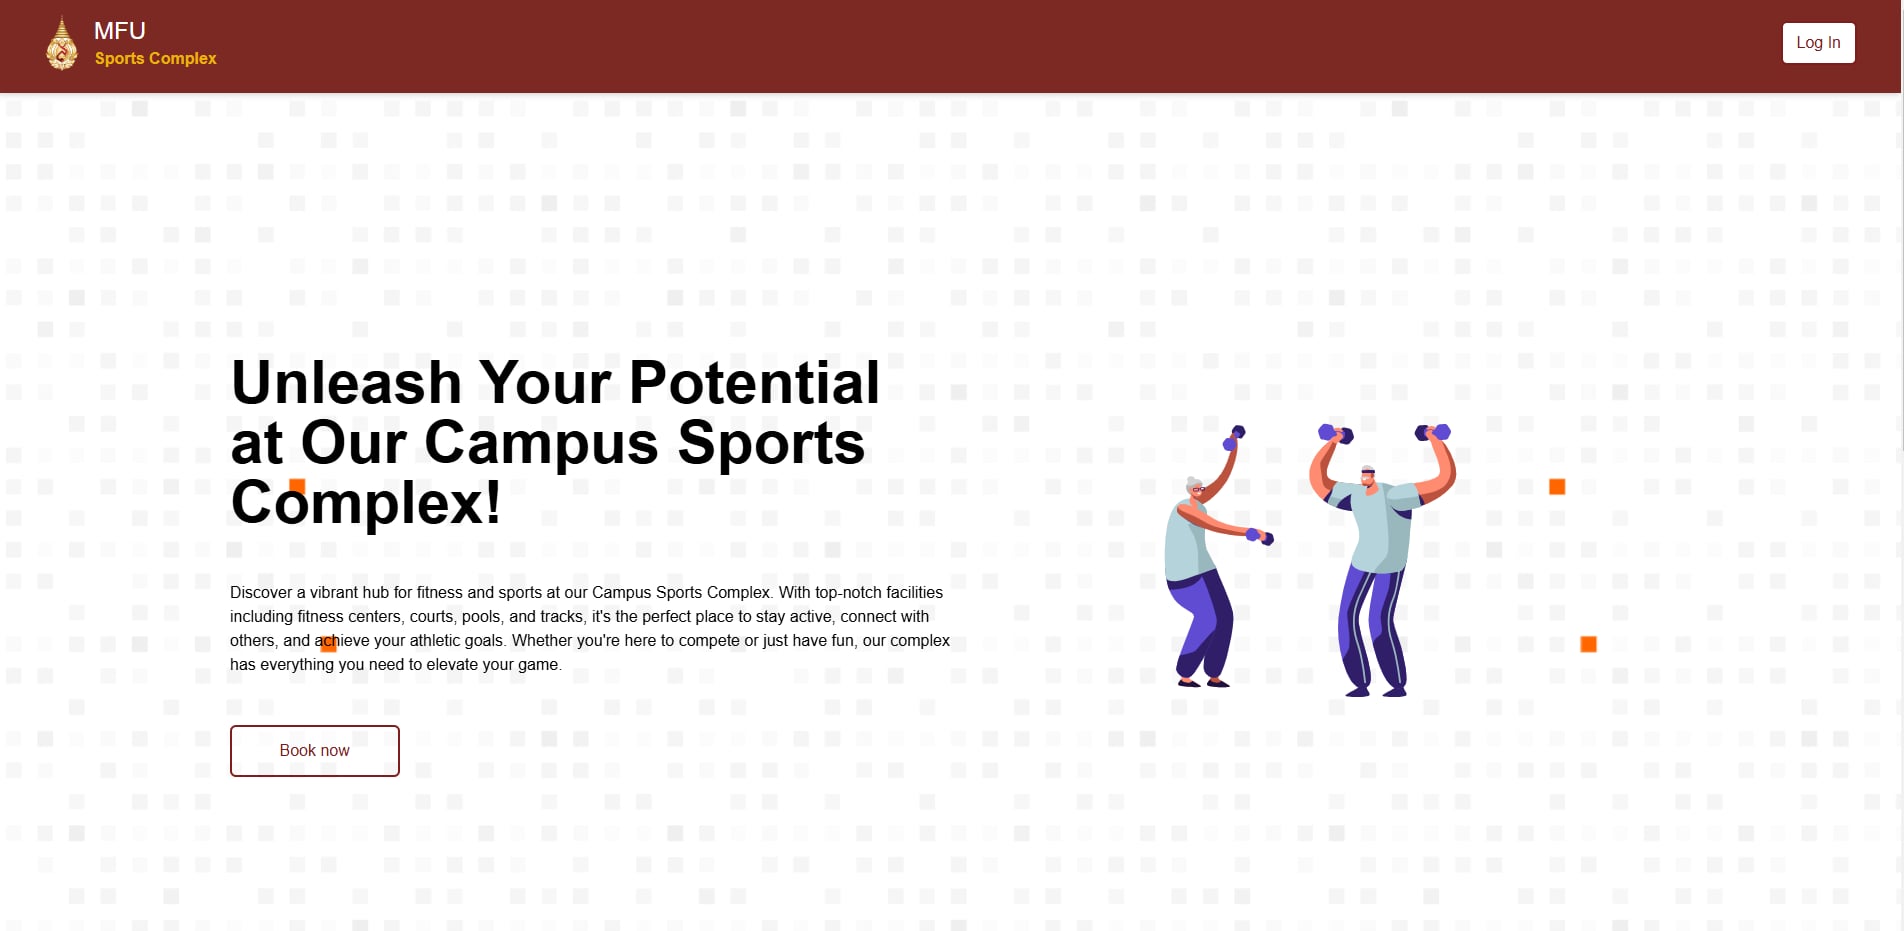 MFU
Sports Complex
Log In
Unleash Your Potential
at Our Campus Sports
Complex!
Discover a vibrant hub for fitness and sports at our Campus Sports Complex. With top-notch facilities
including fitness centers, courts, pools, and tracks, it's the perfect place to stay active, connect with
others, and achieve your athletic goals. Whether you're here to compete or just have fun, our complex
has everything you need to elevate your game.
Book now